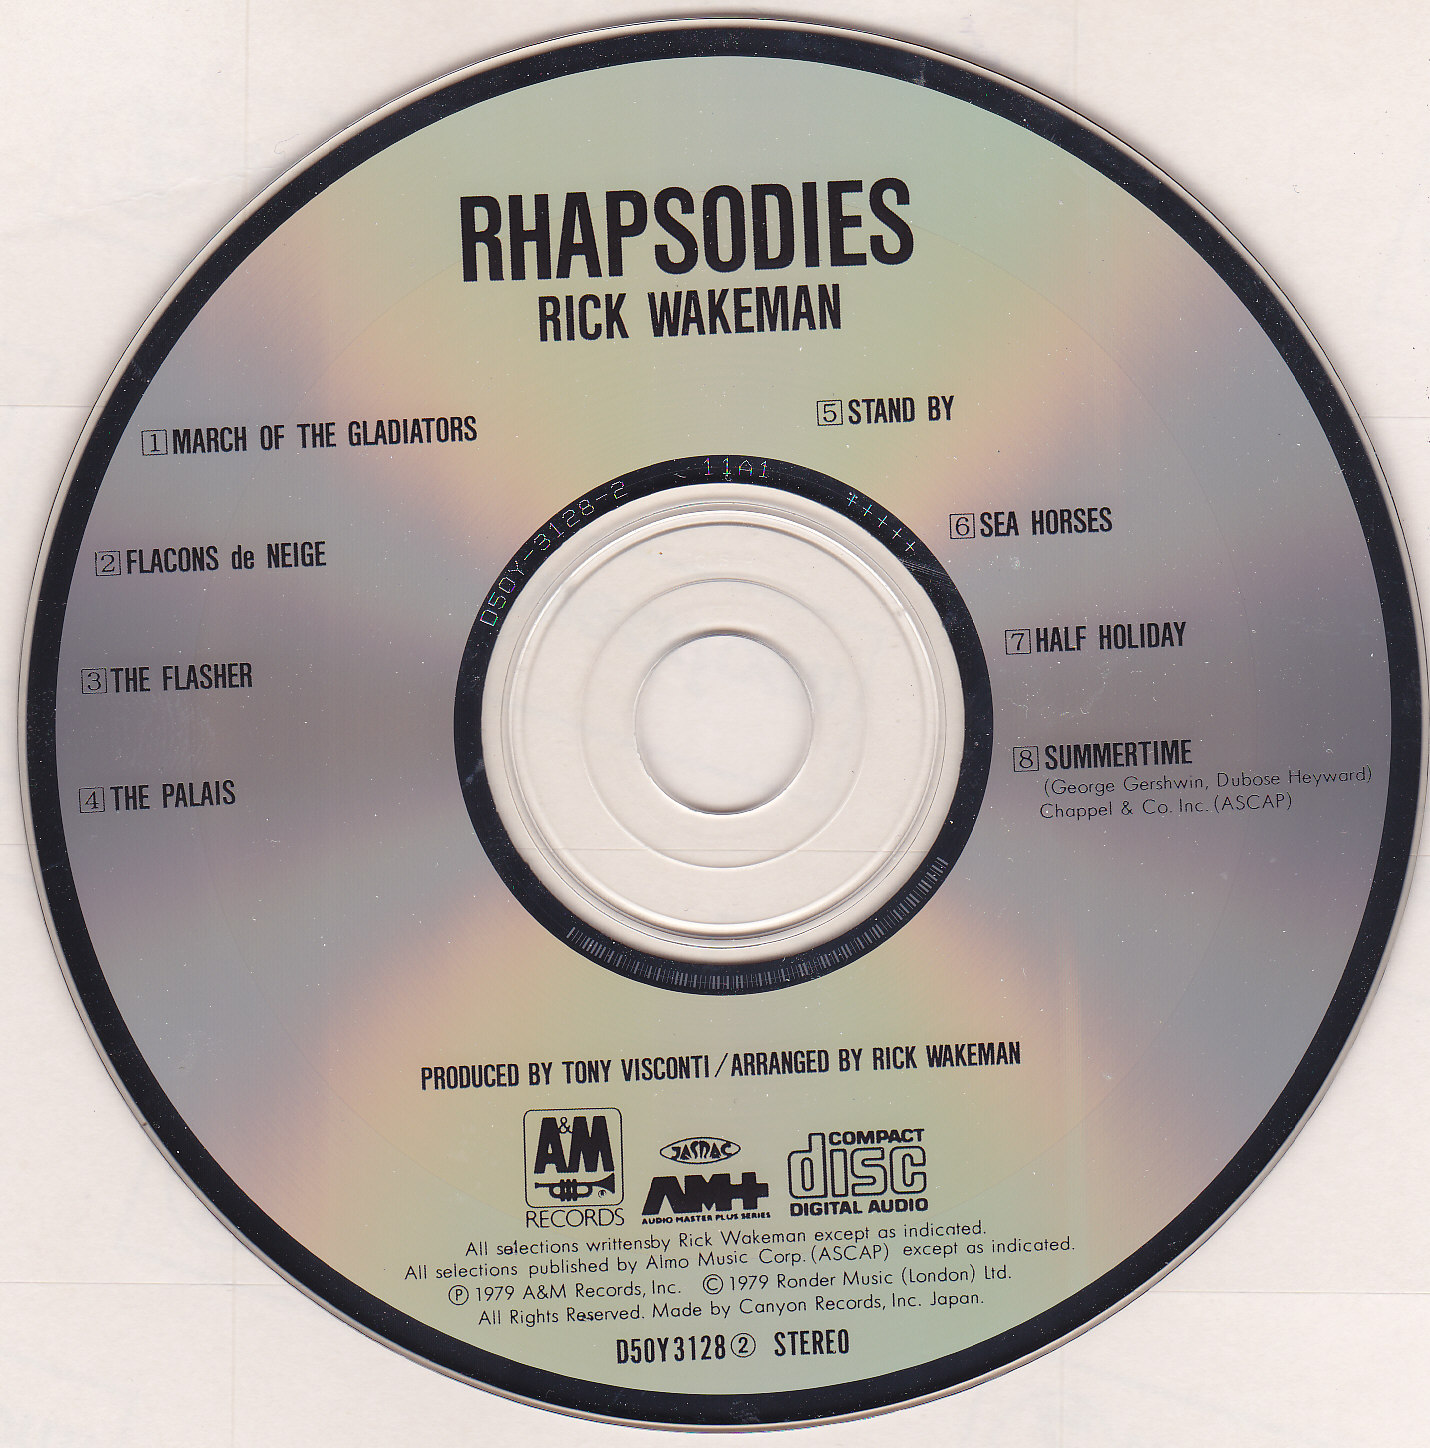 RHAPSODIES
RICK WAKEMAN
1 MARCH OF THE GLADIATORS
2 FLACONS de NEIGE
3 THE FLASHER
4 THE PALAIS
5 STAND BY
6 SEA HORSES
7 HALF HOLIDAY
8 SUMMERTIME
(George Gershwin, Dubose Heyward)
Chappel & Co. Inc. (ASCAP)
D50Y-3128-2 11A1 +++++
PRODUCED BY TONY VISCONTI/ARRANGED BY RICK WAKEMAN
A&M
RECORDS
JASRAC
AM+
AUDIO MASTER PLUS SERIES
COMPACT
disc
DIGITAL AUDIO
All selections writtensby Rick Wakeman except as indicated.
All selections published by Almo Music Corp. (ASCAP) except as indicated.
Ⓟ 1979 A&M Records, Inc. © 1979 Ronder Music (London) Ltd.
All Rights Reserved. Made by Canyon Records, Inc. Japan.
D50Y3128② STEREO